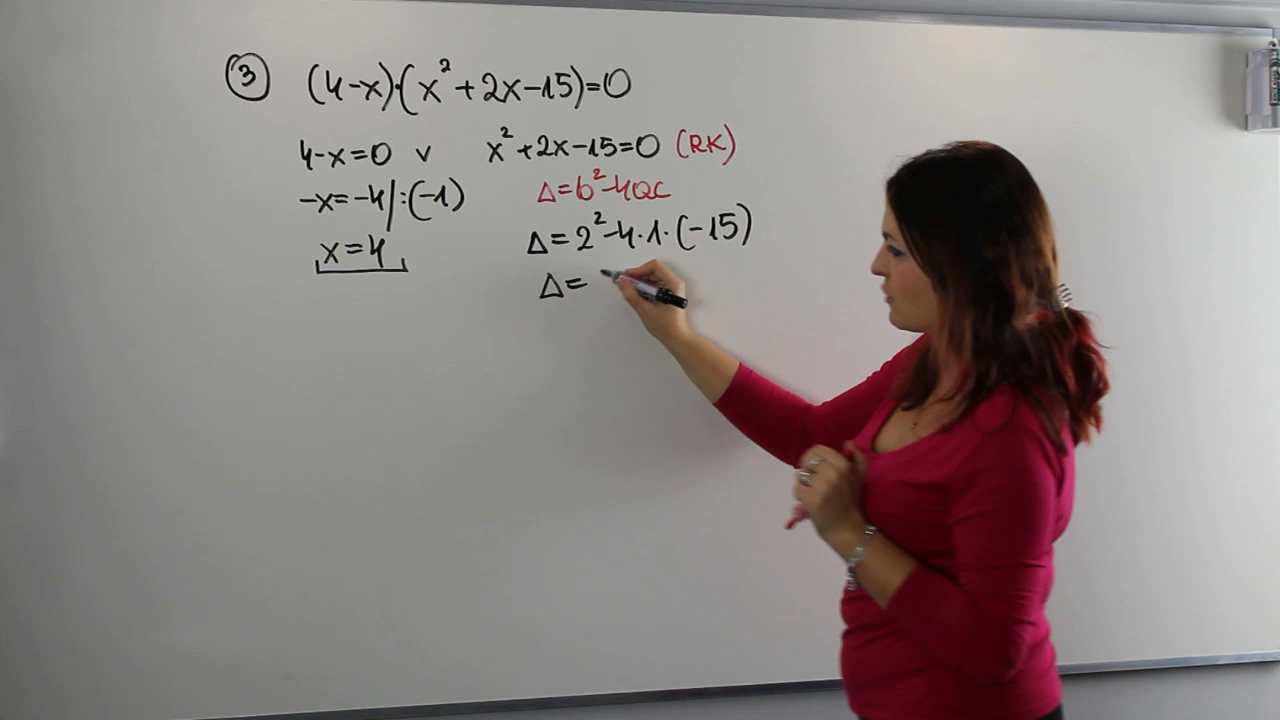 ③ (4-x)·(x²+2x-15)=0
4-x=0 v x²+2x-15=0 (RK)
-x=-4/:(-1) Δ=b²-4ac
Δ=2²-4·1·(-15)
x=4
Δ=